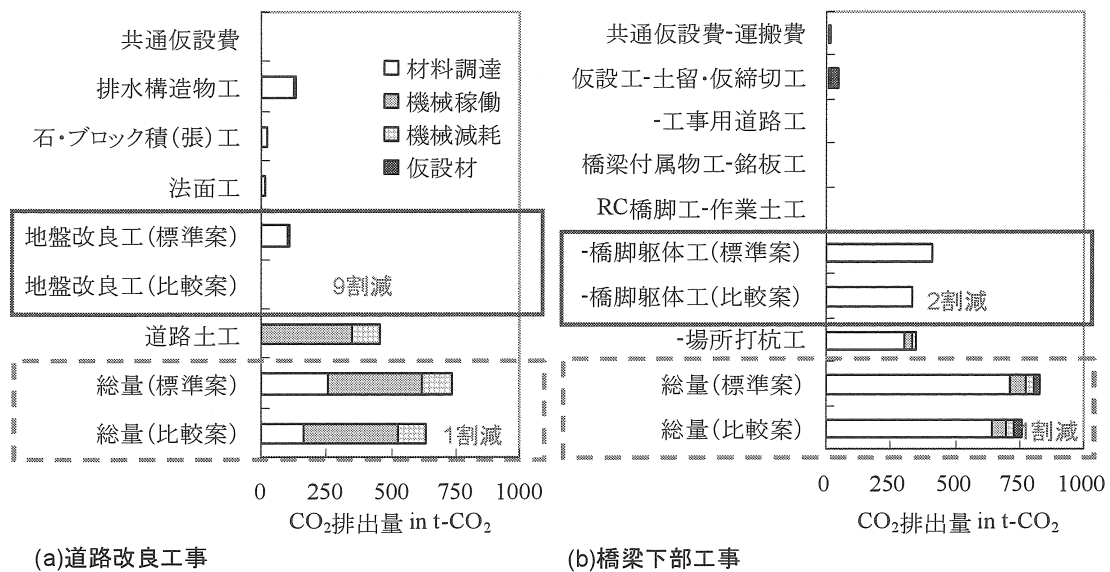 共通仮設費
排水構造物工
石・ブロック積(張)工
法面工
地盤改良工(標準案)
地盤改良工(比較案)
9割減
道路土工
総量(標準案)
総量(比較案)
1割減
材料調達
機械稼働
機械減耗
仮設材
0 250 500 750 1000
CO₂排出量 in t-CO₂
(a)道路改良工事
共通仮設費-運搬費
仮設工-土留・仮締切工
-工事用道路工
橋梁付属物工-銘板工
RC橋脚工-作業土工
-橋脚躯体工(標準案)
-橋脚躯体工(比較案)
2割減
-場所打杭工
総量(標準案)
総量(比較案)
1割減
0 250 500 750 1000
CO₂排出量 in t-CO₂
(b)橋梁下部工事